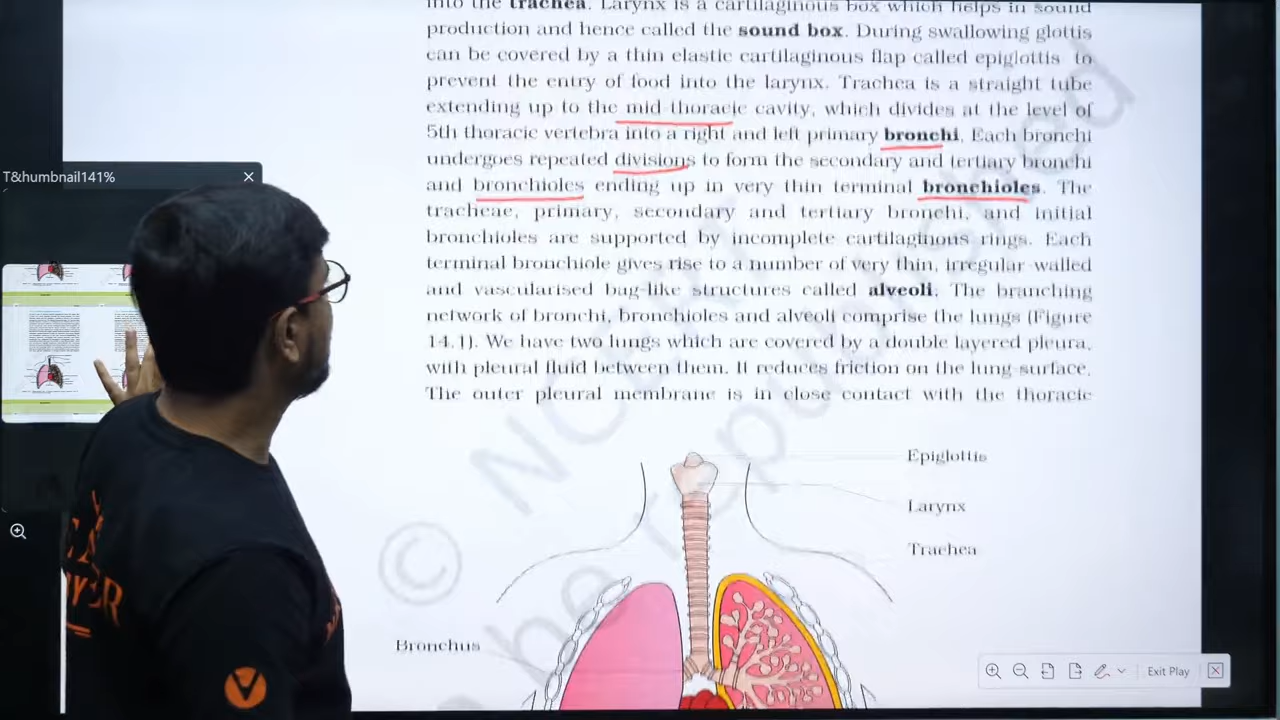 into the trachea. Larynx is a cartilaginous box which helps in sound
production and hence called the sound box. During swallowing glottis
can be covered by a thin elastic cartilaginous flap called epiglottis to
prevent the entry of food into the larynx. Trachea is a straight tube
extending up to the mid-thoracic cavity, which divides at the level of
5th thoracic vertebra into a right and left primary bronchi. Each bronchi
undergoes repeated divisions to form the secondary and tertiary bronchi
and bronchioles ending up in very thin terminal bronchioles. The
tracheae, primary, secondary and tertiary bronchi, and initial
bronchioles are supported by incomplete cartilaginous rings. Each
terminal bronchiole gives rise to a number of very thin, irregular-walled
and vascularised bag-like structures called alveoli. The branching
network of bronchi, bronchioles and alveoli comprise the lungs (Figure
14.1). We have two lungs which are covered by a double layered pleura,
with pleural fluid between them. It reduces friction on the lung-surface.
The outer pleural membrane is in close contact with the thoracic
T&humbnail141%
Epiglottis
Larynx
Trachea
Bronchus
Exit Play